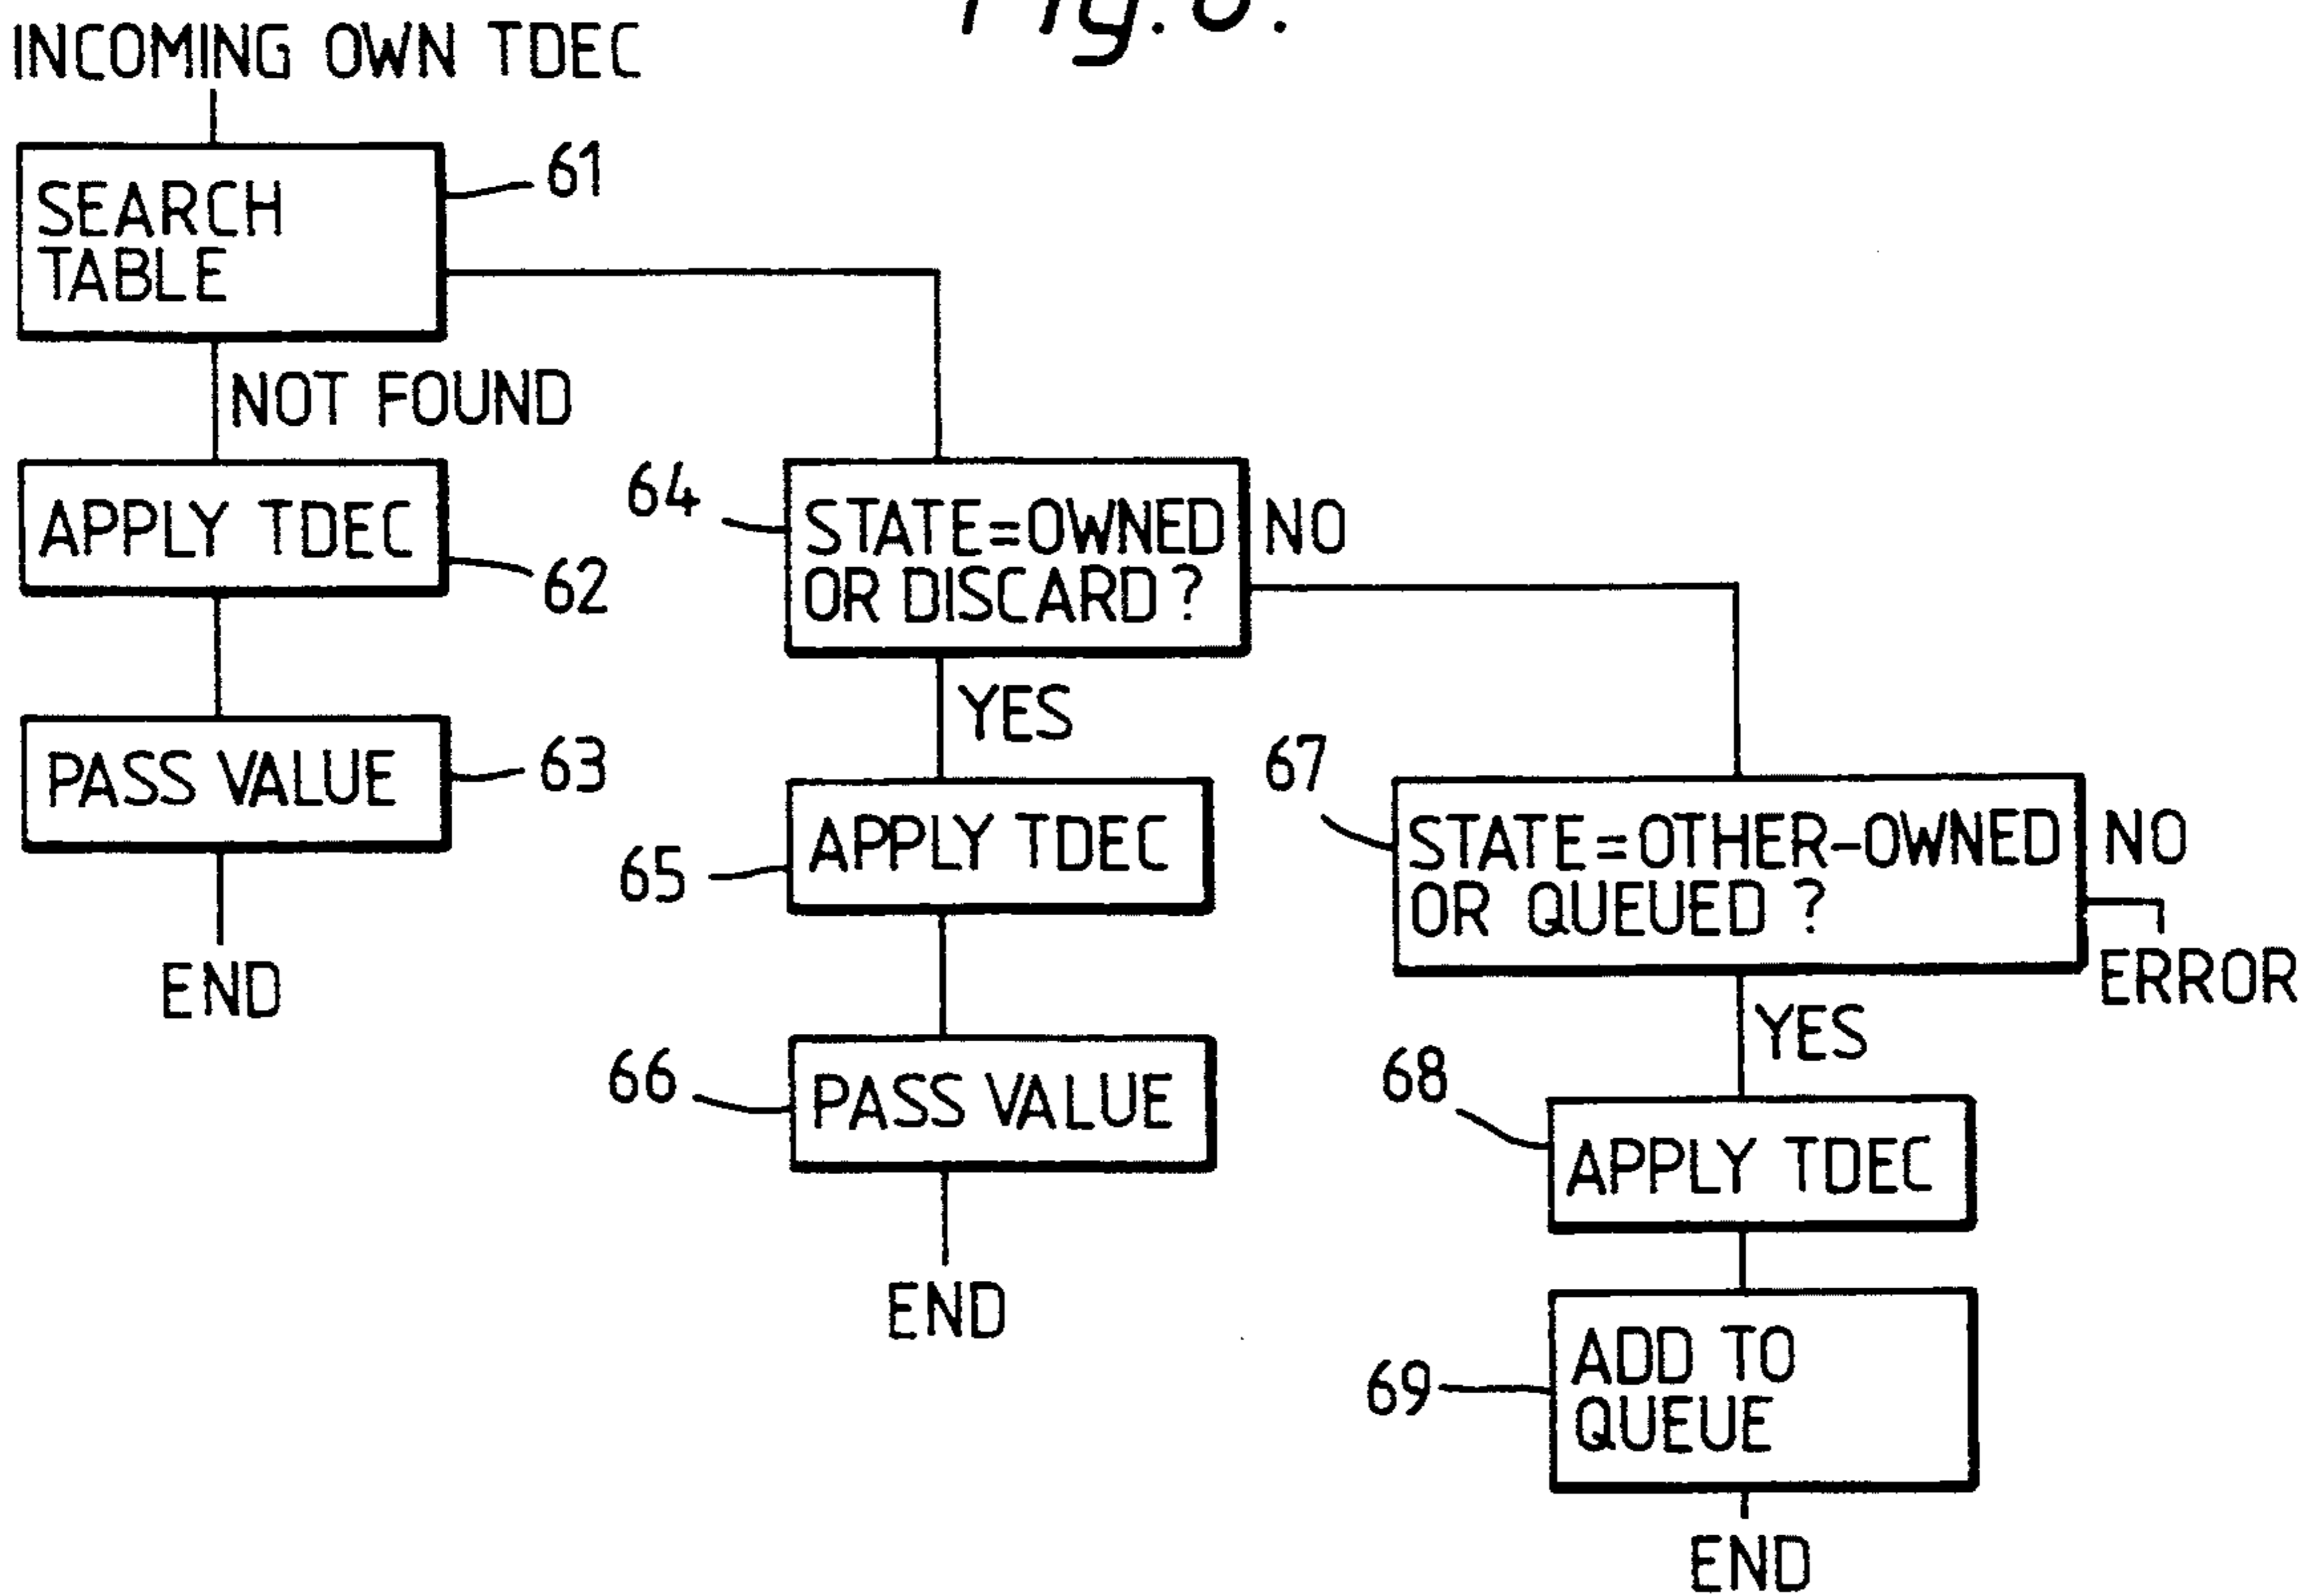 Fig. 6.
INCOMING OWN TDEC
61
SEARCH
TABLE
NOT FOUND
APPLY TDEC
62
PASS VALUE
63
END
64
STATE=OWNED
OR DISCARD?
NO
YES
65
APPLY TDEC
66
PASS VALUE
END
67
STATE=OTHER-OWNED
OR QUEUED ?
NO
ERROR
YES
68
APPLY TDEC
69
ADD TO
QUEUE
END